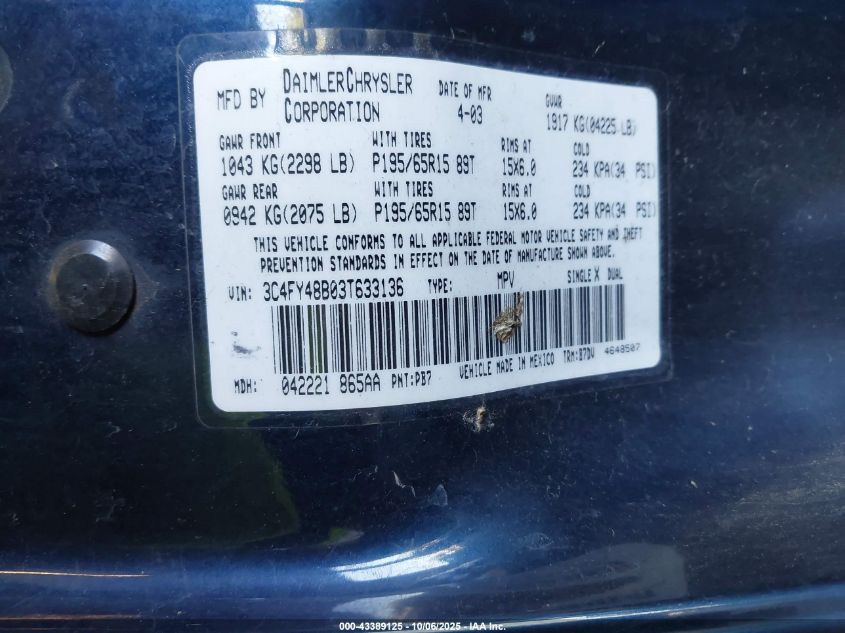 MFD BY DAIMLERCHRYSLER CORPORATION DATE OF MFR 4-03 GVWR 1917 KG(04225 LB)
GAWR FRONT WITH TIRES RIMS AT COLD
1043 KG(2298 LB) P195/65R15 89T 15X6.0 234 KPA(34 PSI)
GAWR REAR WITH TIRES RIMS AT COLD
0942 KG(2075 LB) P195/65R15 89T 15X6.0 234 KPA(34 PSI)
THIS VEHICLE CONFORMS TO ALL APPLICABLE FEDERAL MOTOR VEHICLE SAFETY AND THEFT
PREVENTION STANDARDS IN EFFECT ON THE DATE OF MANUFACTURE SHOWN ABOVE.
VIN: 3C4FY48B03T633136 TYPE: MPV SINGLE X DUAL
MDH: 042221 865AA PNT:PB7 VEHICLE MADE IN MEXICO TRM:B7DV 4648507
000-43389125 - 10/06/2025 - IAA Inc.